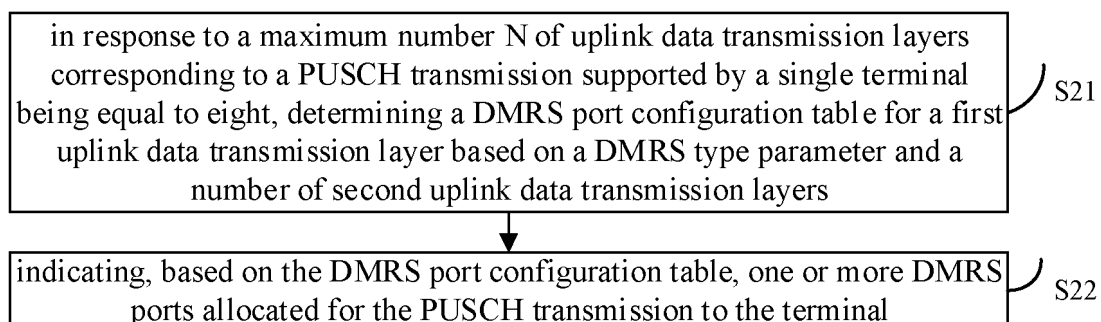 in response to a maximum number N of uplink data transmission layers
corresponding to a PUSCH transmission supported by a single terminal
being equal to eight, determining a DMRS port configuration table for a first
uplink data transmission layer based on a DMRS type parameter and a
number of second uplink data transmission layers
S21
indicating, based on the DMRS port configuration table, one or more DMRS
ports allocated for the PUSCH transmission to the terminal
S22